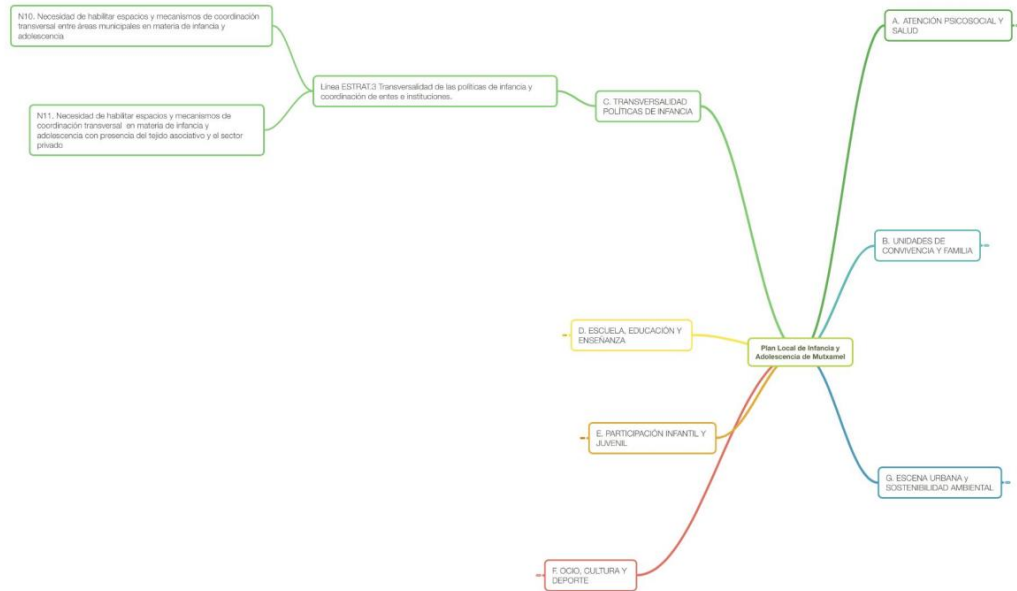 N10. Necesidad de habilitar espacios y mecanismos de coordinación
transversal entre áreas municipales en materia de infancia y
adolescencia
A. ATENCIÓN PSICOSOCIAL Y
SALUD
Línea ESTRAT.3 Transversalidad de las políticas de infancia y
coordinación de entes e instituciones.
C. TRANSVERSALIDAD
POLÍTICAS DE INFANCIA
N11. Necesidad de habilitar espacios y mecanismos de
coordinación transversal en materia de infancia y
adolescencia con presencia del tejido asociativo y el sector
privado
B. UNIDADES DE
CONVIVENCIA Y FAMILIA
D. ESCUELA, EDUCACIÓN Y
ENSEÑANZA
Plan Local de Infancia y
Adolescencia de Mutxamel
E. PARTICIPACIÓN INFANTIL Y
JUVENIL
G. ESCENA URBANA y
SOSTENIBILIDAD AMBIENTAL
F. OCIO, CULTURA Y
DEPORTE